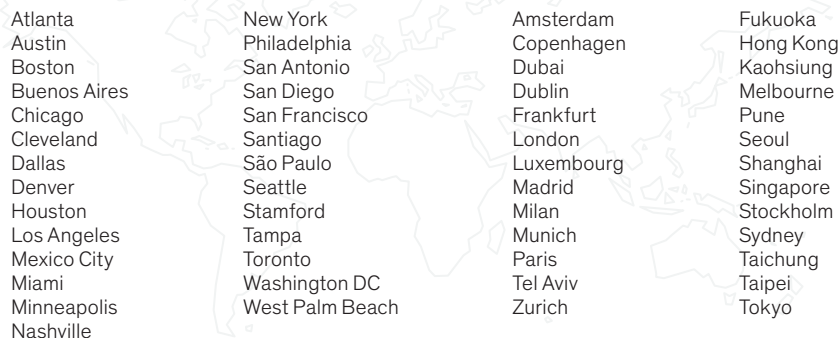 Atlanta
Austin
Boston
Buenos Aires
Chicago
Cleveland
Dallas
Denver
Houston
Los Angeles
Mexico City
Miami
Minneapolis
Nashville
New York
Philadelphia
San Antonio
San Diego
San Francisco
Santiago
São Paulo
Seattle
Stamford
Tampa
Toronto
Washington DC
West Palm Beach
Amsterdam
Copenhagen
Dubai
Dublin
Frankfurt
London
Luxembourg
Madrid
Milan
Munich
Paris
Tel Aviv
Zurich
Fukuoka
Hong Kong
Kaohsiung
Melbourne
Pune
Seoul
Shanghai
Singapore
Stockholm
Sydney
Taichung
Taipei
Tokyo